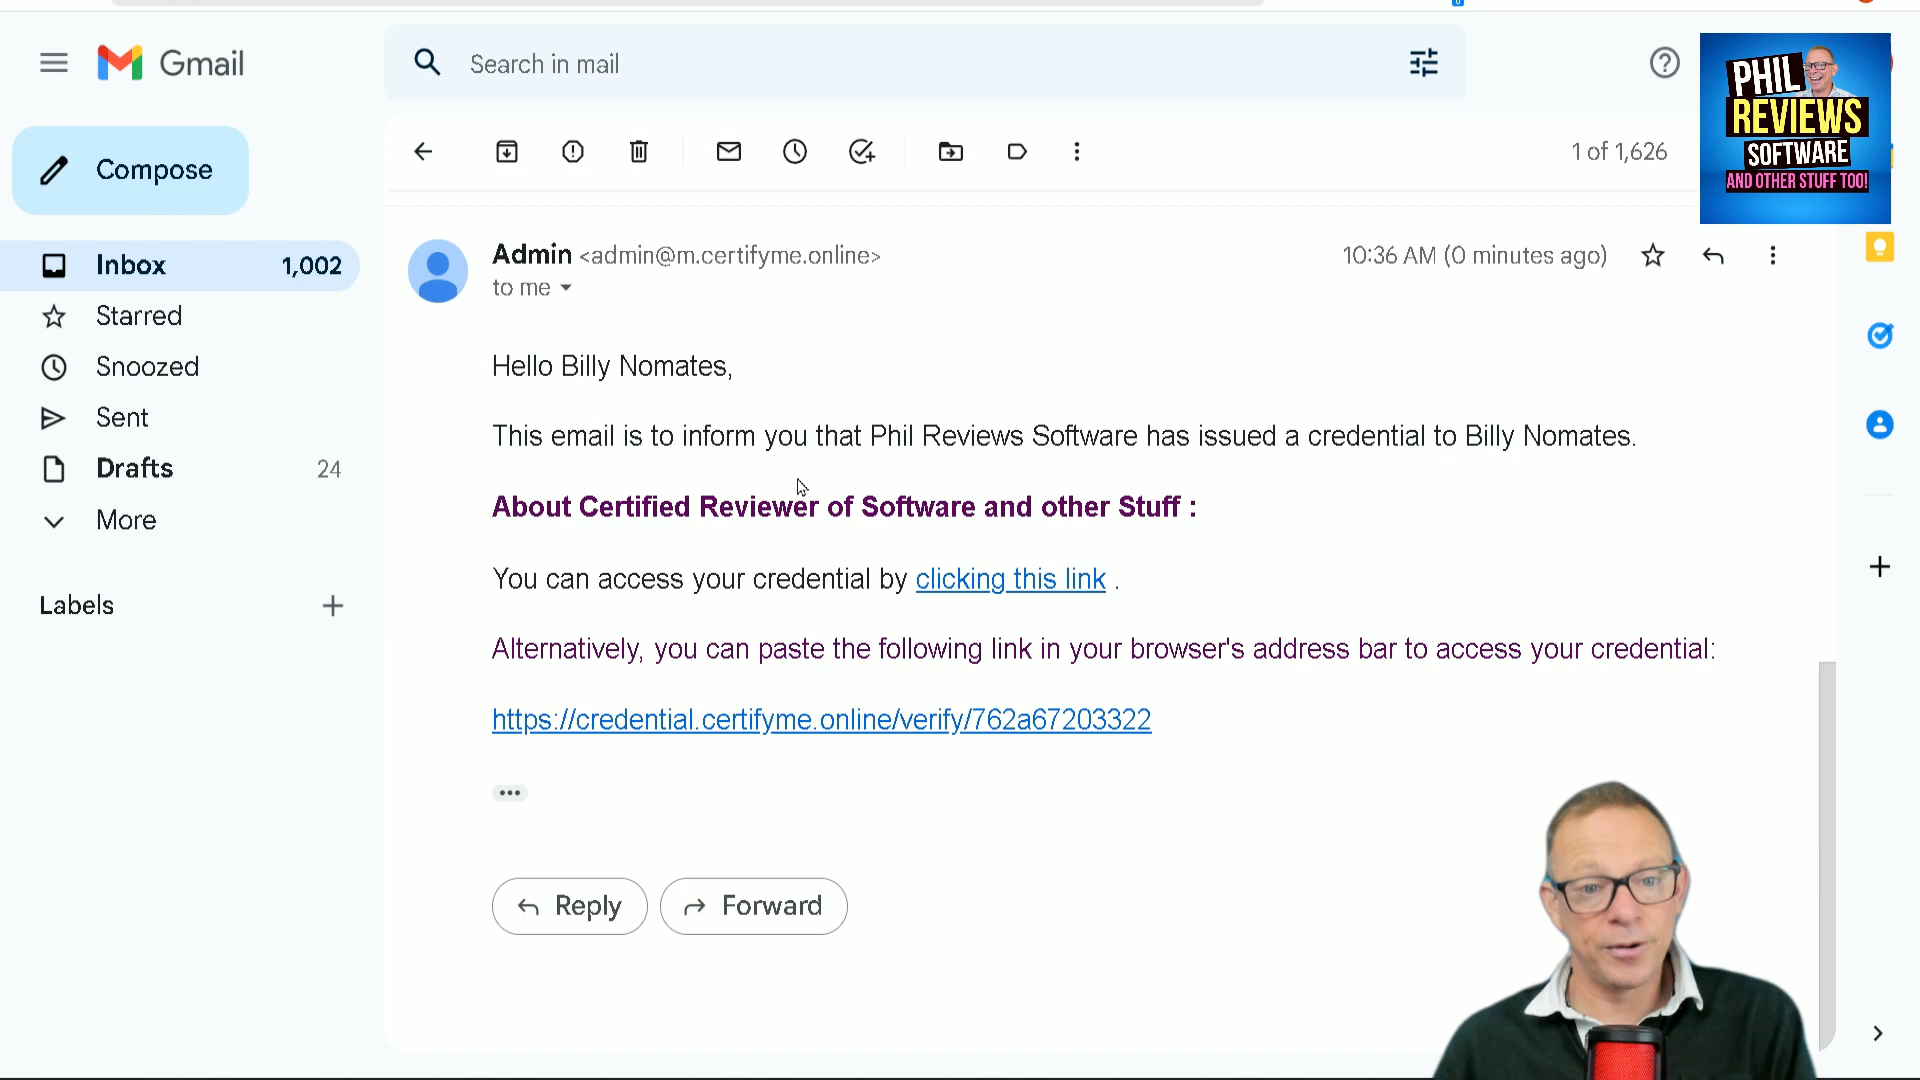 Gmail
Search in mail
PHIL
REVIEWS
SOFTWARE
AND OTHER STUFF TOO!
Compose
1 of 1,626
Inbox 1,002
Starred
Snoozed
Sent
Drafts 24
More
Labels
Admin <admin@m.certifyme.online>
10:36 AM (0 minutes ago)
to me
Hello Billy Nomates,
This email is to inform you that Phil Reviews Software has issued a credential to Billy Nomates.
About Certified Reviewer of Software and other Stuff :
You can access your credential by clicking this link .
Alternatively, you can paste the following link in your browser's address bar to access your credential:
https://credential.certifyme.online/verify/762a67203322
Reply
Forward